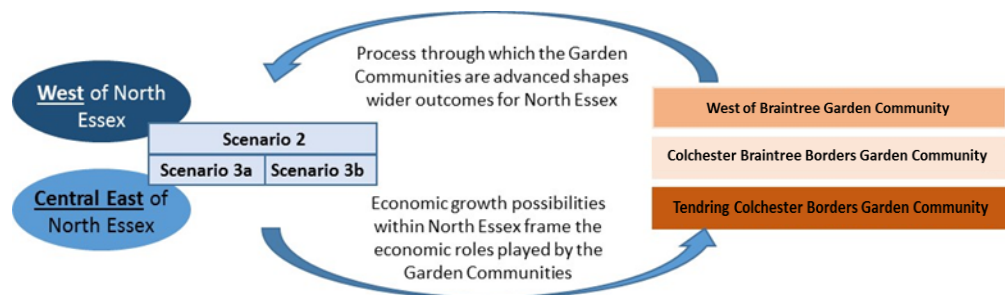 Process through which the Garden
Communities are advanced shapes
wider outcomes for North Essex
West of North
Essex
Scenario 2
Scenario 3a
Scenario 3b
Central East of
North Essex
Economic growth possibilities
within North Essex frame the
economic roles played by the
Garden Communities
West of Braintree Garden Community
Colchester Braintree Borders Garden Community
Tendring Colchester Borders Garden Community